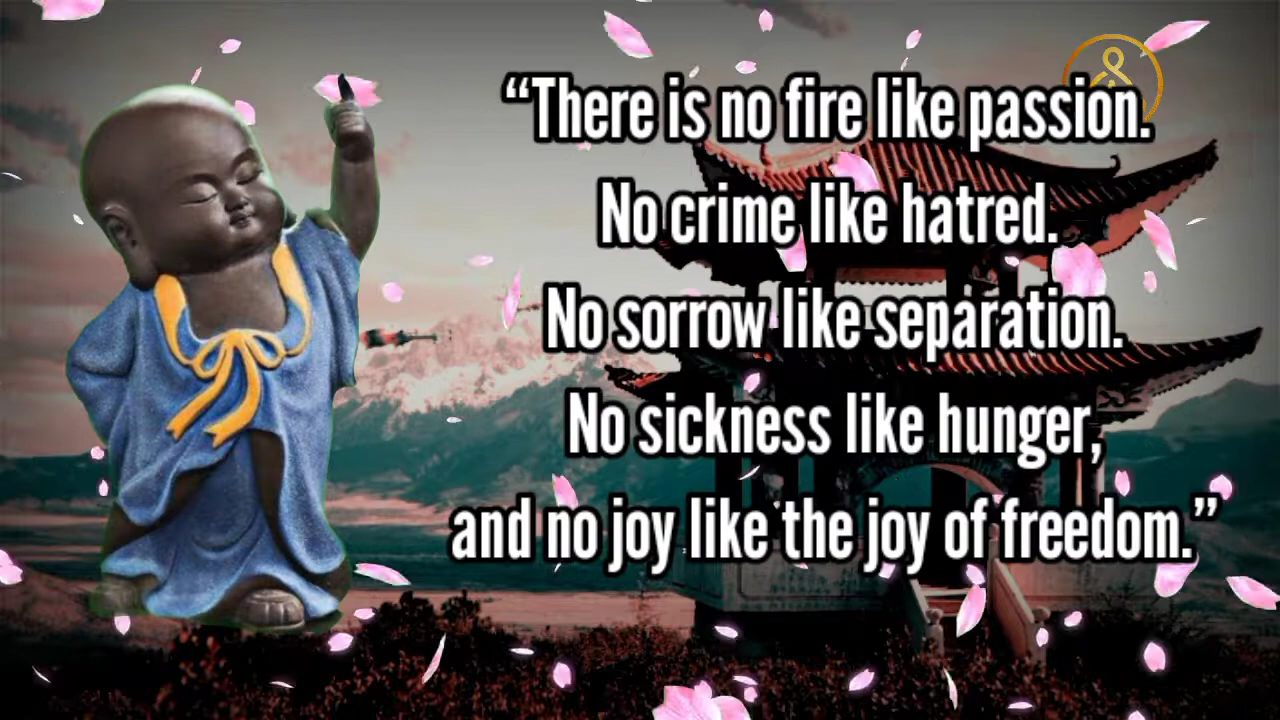 “There is no fire like passion.
No crime like hatred.
No sorrow like separation.
No sickness like hunger,
and no joy like the joy of freedom.”